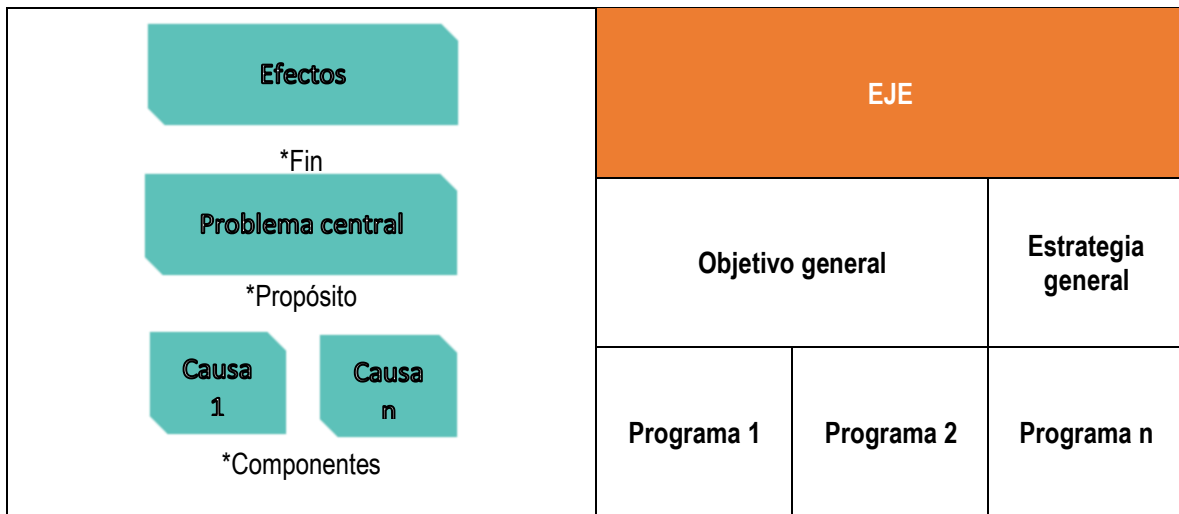 Efectos
*Fin
Problema central
*Propósito
Causa
1
Causa
n
*Componentes
EJE
Objetivo general
Estrategia
general
Programa 1
Programa 2
Programa n